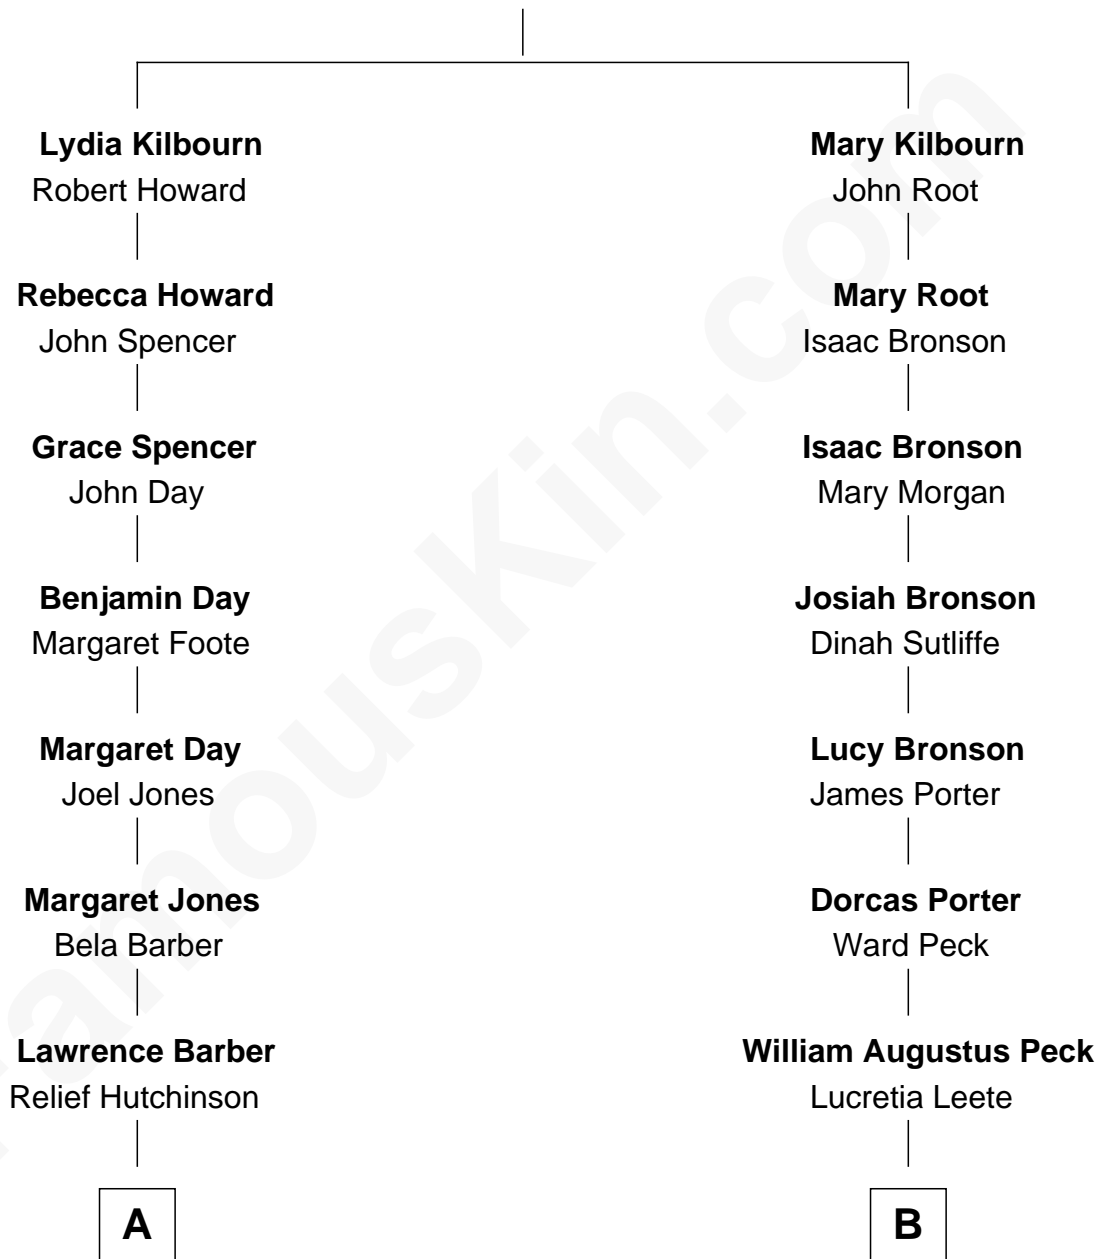 Lydia Kilbourn
Robert Howard
Rebecca Howard
John Spencer
Grace Spencer
John Day
Benjamin Day
Margaret Foote
Margaret Day
Joel Jones
Margaret Jones
Bela Barber
Lawrence Barber
Relief Hutchinson
A
Mary Kilbourn
John Root
Mary Root
Isaac Bronson
Isaac Bronson
Mary Morgan
Josiah Bronson
Dinah Sutliffe
Lucy Bronson
James Porter
Dorcas Porter
Ward Peck
William Augustus Peck
Lucretia Leete
B
FamousKin.com